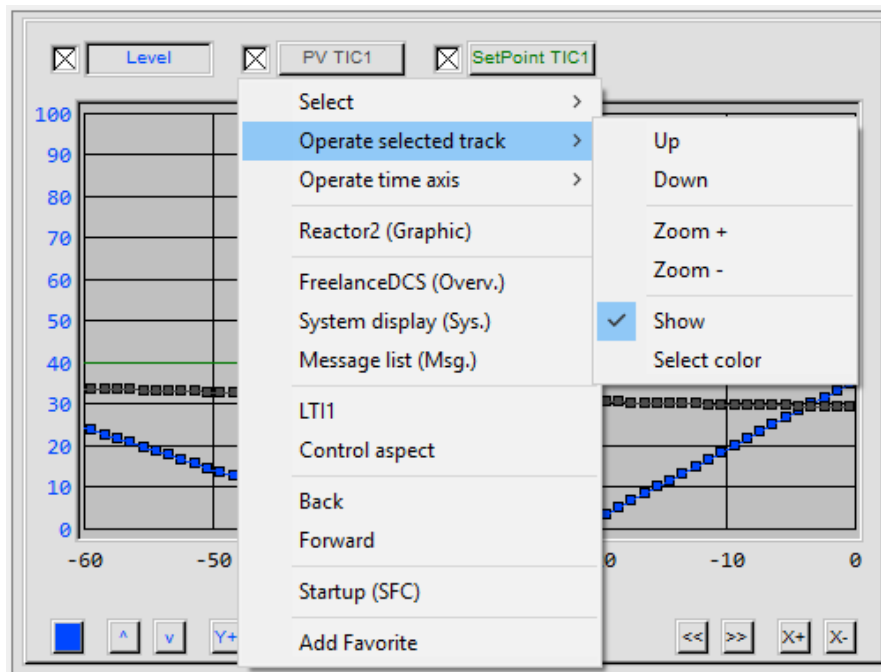 Level
PV TIC1
SetPoint TIC1
100
90
80
70
60
50
40
30
20
10
0
Select
Operate selected track
Operate time axis
Reactor2 (Graphic)
FreelanceDCS (Overv.)
System display (Sys.)
Message list (Msg.)
LTI1
Control aspect
Back
Forward
Startup (SFC)
Add Favorite
Up
Down
Zoom +
Zoom -
Show
Select color
-60 -50 0 -10 0
^ v Y+ << >> X+ X-